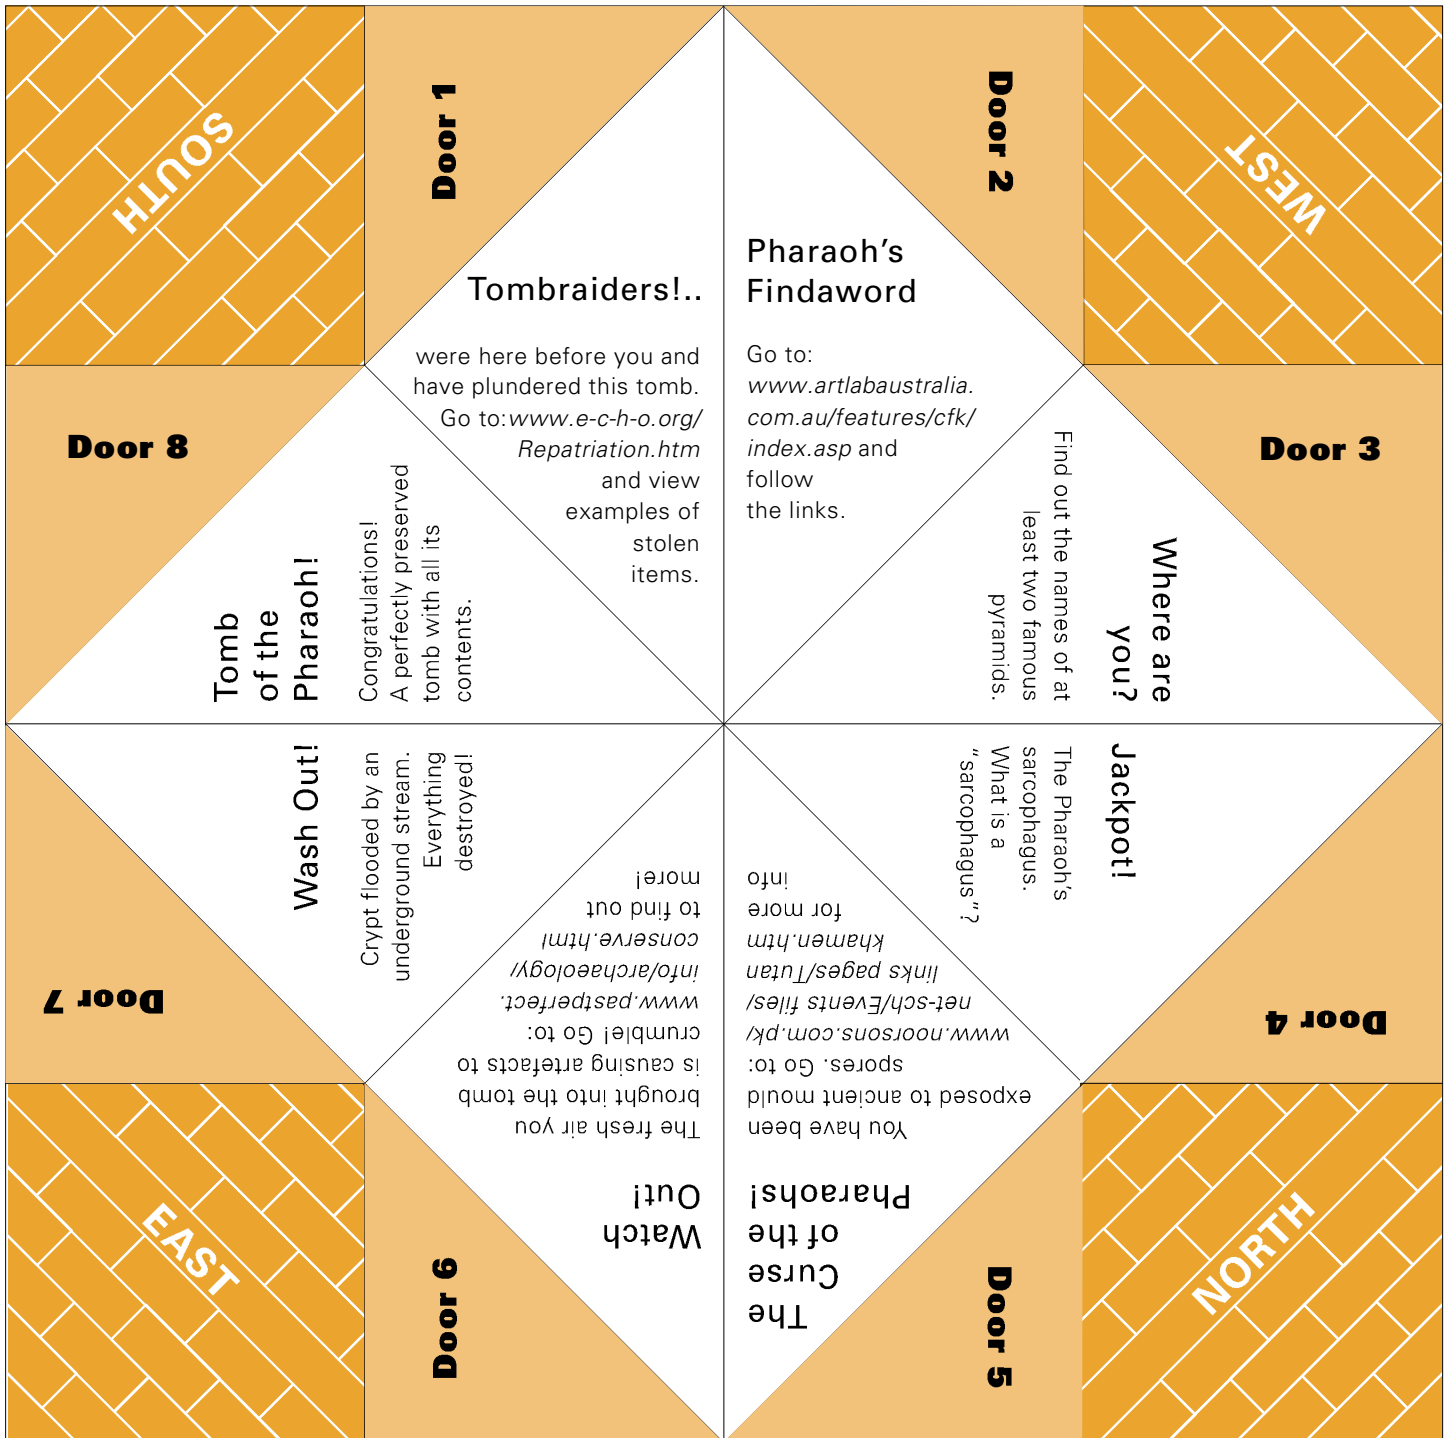 SOUTH
WEST
NORTH
EAST
Door 1
Tombraiders!..
were here before you and
have plundered this tomb.
Go to:www.e-c-h-o.org/
Repatriation.htm
and view
examples of
stolen
items.
Door 2
Pharaoh’s
Findaword
Go to:
www.artlabaustralia.
com.au/features/cfk/
index.asp and
follow
the links.
Door 3
Where are
you?
Find out the names of at
least two famous
pyramids.
Door 4
Jackpot!
The Pharaoh’s
sarcophagus.
What is a
“sarcophagus”?
Door 5
The
Curse
of the
Pharaohs!
You have been
exposed to ancient mould
spores. Go to:
www.noorsons.com.pk/
net-sch/Events files/
links pages/Tutan
khamen.htm
for more
info
Door 6
Watch
Out!
The fresh air you
brought into the tomb
is causing artefacts to
crumble! Go to:
www.pastperfect.
info/archaeology/
conserve.html
to find out
more!
Door 7
Wash Out!
Crypt flooded by an
underground stream.
Everything
destroyed!
Door 8
Tomb
of the
Pharaoh!
Congratulations!
A perfectly preserved
tomb with all its
contents.